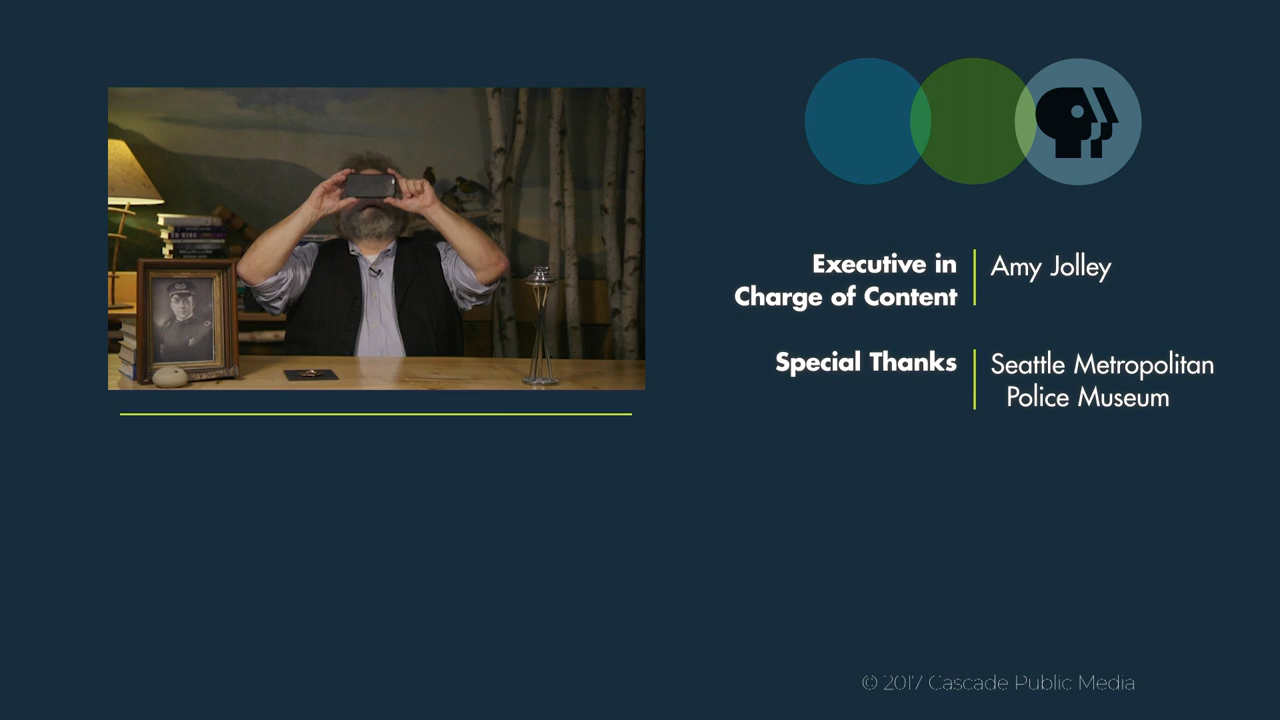 Executive in
Charge of Content
Amy Jolley
Special Thanks
Seattle Metropolitan
Police Museum
© 2017 Cascade Public Media